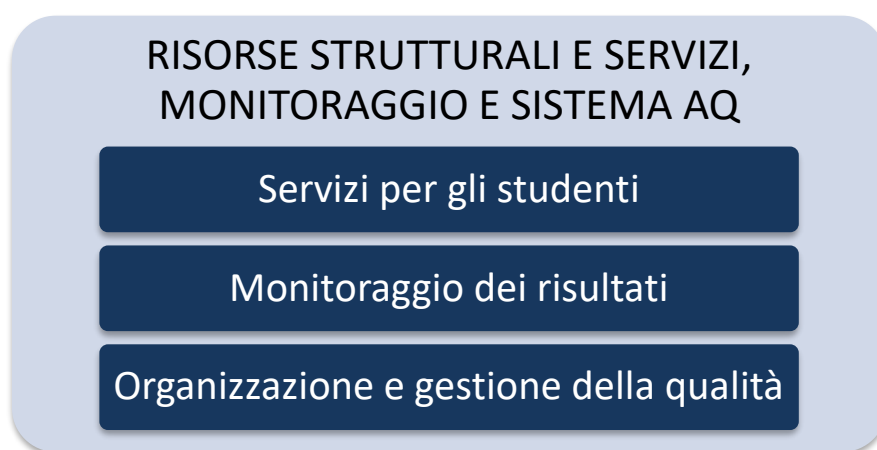 RISORSE STRUTTURALI E SERVIZI,
MONITORAGGIO E SISTEMA AQ
Servizi per gli studenti
Monitoraggio dei risultati
Organizzazione e gestione della qualità